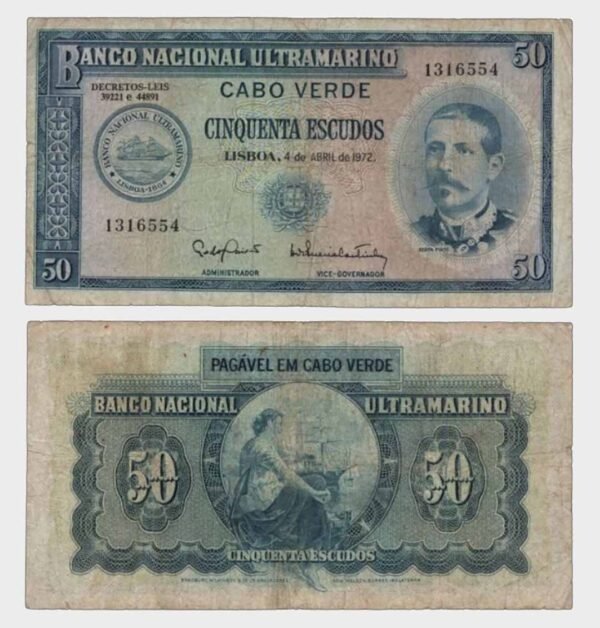 BANCO NACIONAL ULTRAMARINO
50
1316554
DECRETOS-LEIS
39221 e 44891
CABO VERDE
CINQUENTA ESCUDOS
LISBOA, 4 de ABRIL de 1972.
BANCO NACIONAL ULTRAMARINO
LISBOA-1864
1316554
SERPA PINTO
ADMINISTRADOR
VICE-GOVERNADOR
50
50
PAGÁVEL EM CABO VERDE
BANCO NACIONAL ULTRAMARINO
50
50
CINQUENTA ESCUDOS